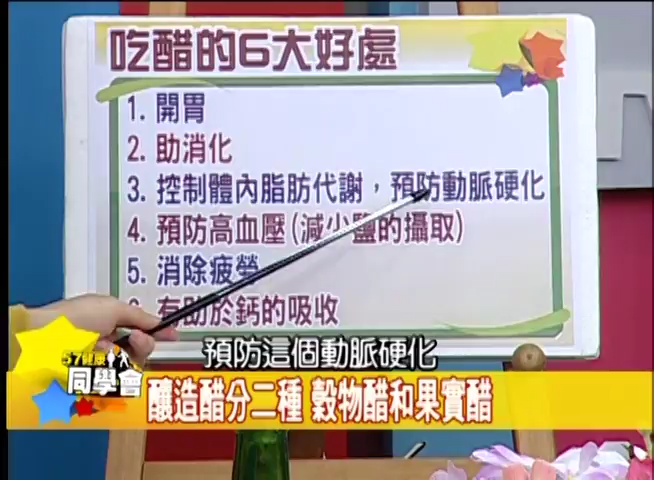 吃醋的6大好處
1. 開胃
2. 助消化
3. 控制體內脂肪代謝，預防動脈硬化
4. 預防高血壓(減少鹽的攝取)
5. 消除疲勞
6. 有助於鈣的吸收
預防這個動脈硬化
57健康
同學會
釀造醋分二種 穀物醋和果實醋